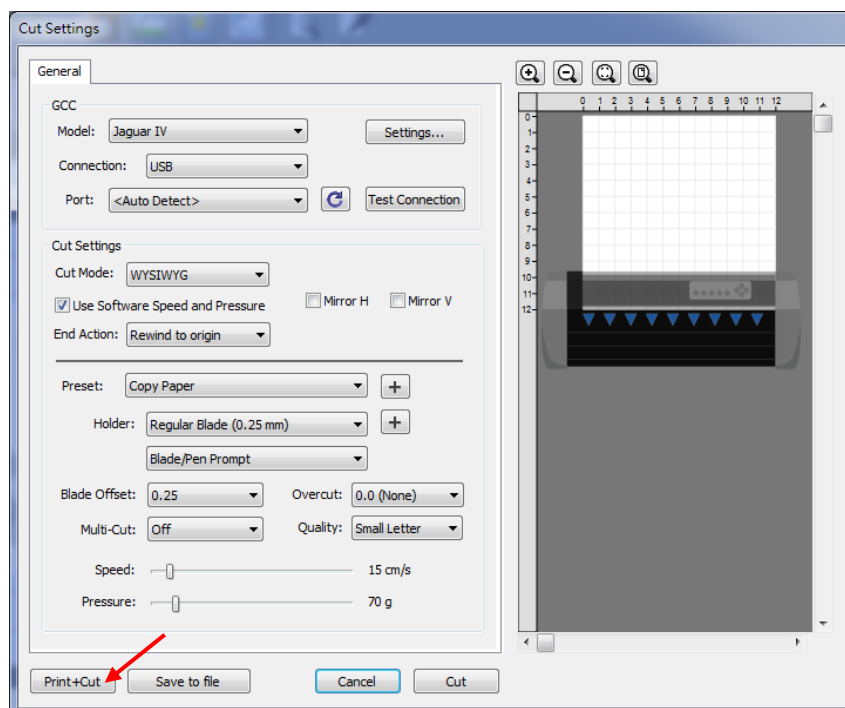 Cut Settings
General
GCC
Model: Jaguar IV Settings...
Connection: USB
Port: <Auto Detect> Test Connection
Cut Settings
Cut Mode: WYSIWYG
Use Software Speed and Pressure Mirror H Mirror V
End Action: Rewind to origin
Preset: Copy Paper +
Holder: Regular Blade (0.25 mm) +
Blade/Pen Prompt
Blade Offset: 0.25 Overcut: 0.0 (None)
Multi-Cut: Off Quality: Small Letter
Speed: 15 cm/s
Pressure: 70 g
Print+Cut Save to file Cancel Cut
0 1 2 3 4 5 6 7 8 9 10 11 12
0
1
2
3
4
5
6
7
8
9
10
11
12